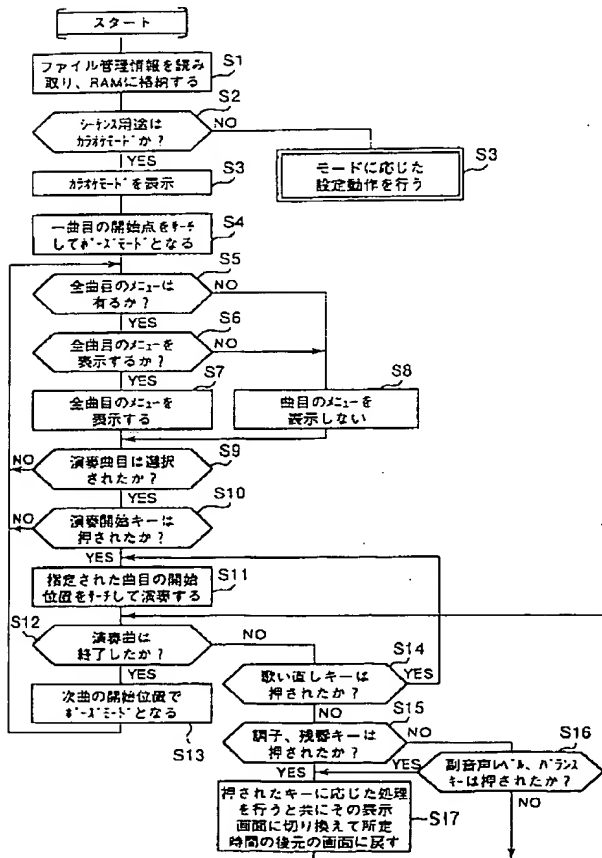 スタート
S1
ファイル管理情報を読み
取り、RAMに格納する
S2
シーケンス用途は
カラオケモードか？
NO
YES
S3
カラオケモードを表示
S3
モードに応じた
設定動作を行う
S4
一曲目の開始点をサーチ
してポーズモードとなる
S5
全曲目のメニューは
有るか？
NO
YES
S6
全曲目のメニューを
表示するか？
NO
YES
S7
全曲目のメニューを
表示する
S8
曲目のメニューを
表示しない
S9
演奏曲目は選択
されたか？
NO
YES
S10
演奏開始キーは
押されたか？
NO
YES
S11
指定された曲目の開始
位置をサーチして演奏する
S12
演奏曲は
終了したか？
NO
YES
次曲の開始位置で
ポーズモードとなる
S13
S14
歌い直しキーは
押されたか？
YES
NO
S15
調子、残響キーは
押されたか？
NO
YES
S16
副音声レベル、バランス
キーは押されたか？
YES
NO
S17
押されたキーに応じた処理
を行うと共にその表示
画面に切り換えて所定
時間の後元の画面に戻す